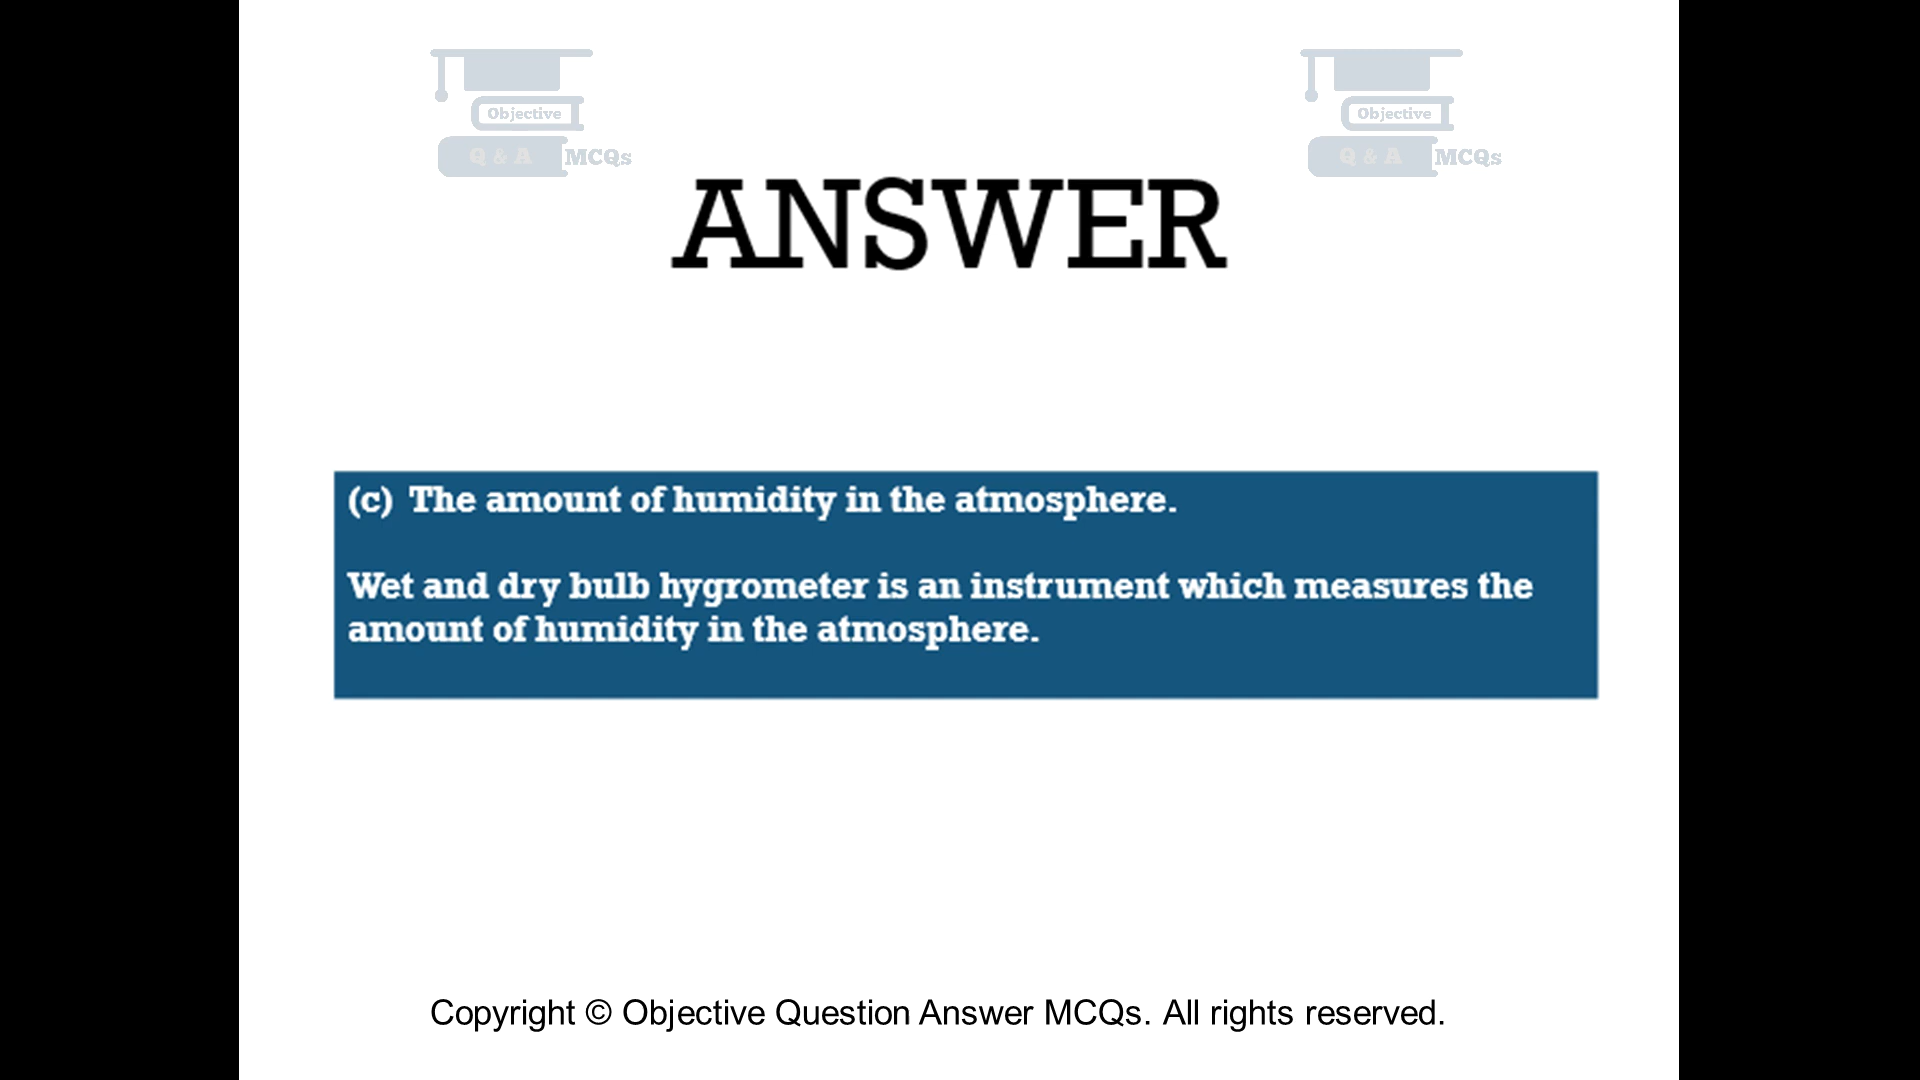 Objective
Q & A MCQs
Objective
Q & A MCQs
ANSWER
(c) The amount of humidity in the atmosphere.
Wet and dry bulb hygrometer is an instrument which measures the
amount of humidity in the atmosphere.
Copyright © Objective Question Answer MCQs. All rights reserved.